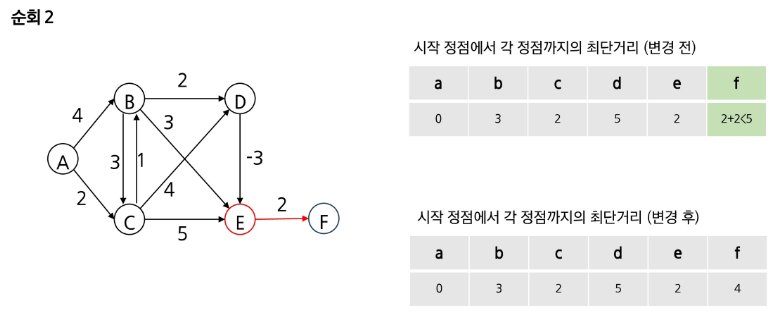 순회 2
시작 정점에서 각 정점까지의 최단거리 (변경 전)
a b c d e f
0 3 2 5 2 2+2<5
2
B D
4 3
A 3 1 -3
2 4 2
C E F
5
시작 정점에서 각 정점까지의 최단거리 (변경 후)
a b c d e f
0 3 2 5 2 4